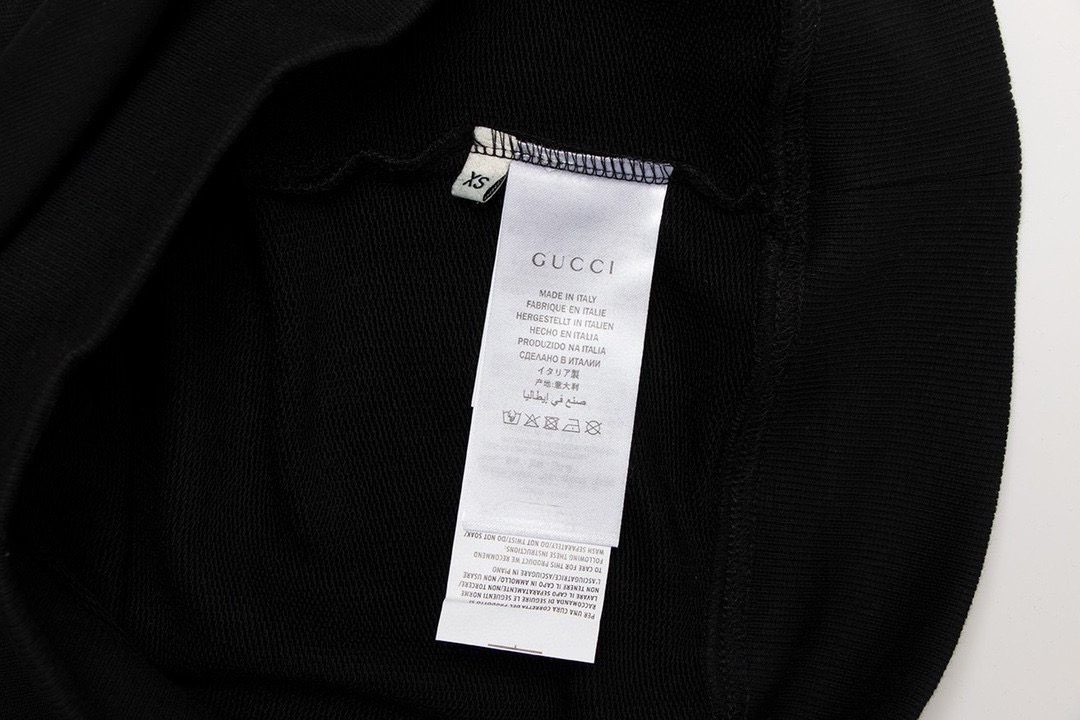 XS
GUCCI
MADE IN ITALY
FABRIQUE EN ITALIE
HERGESTELLT IN ITALIEN
HECHO EN ITALIA
PRODUZIDO NA ITALIA
СДЕЛАНО В ИТАЛИИ
イタリア製
产地:意大利
صنع في إيطاليا
PER UNA CURA CORRETTA DEL PRODOTTO SI
RACCOMANDA DI SEGUIRE LE SEGUENTI NORME
LAVARE IL CAPO SEPARATAMENTE/NON TORCERE/
NON LASCIARE IL CAPO IN AMMOLLO/ASCIUGARE
NON TENERE IL CAPO IN PIANO
TO CARE FOR THIS PRODUCT WE RECOMMEND
FOLLOWING THESE INSTRUCTIONS:
WASH SEPARATELY/DO NOT TWIST/DO NOT SOAK/